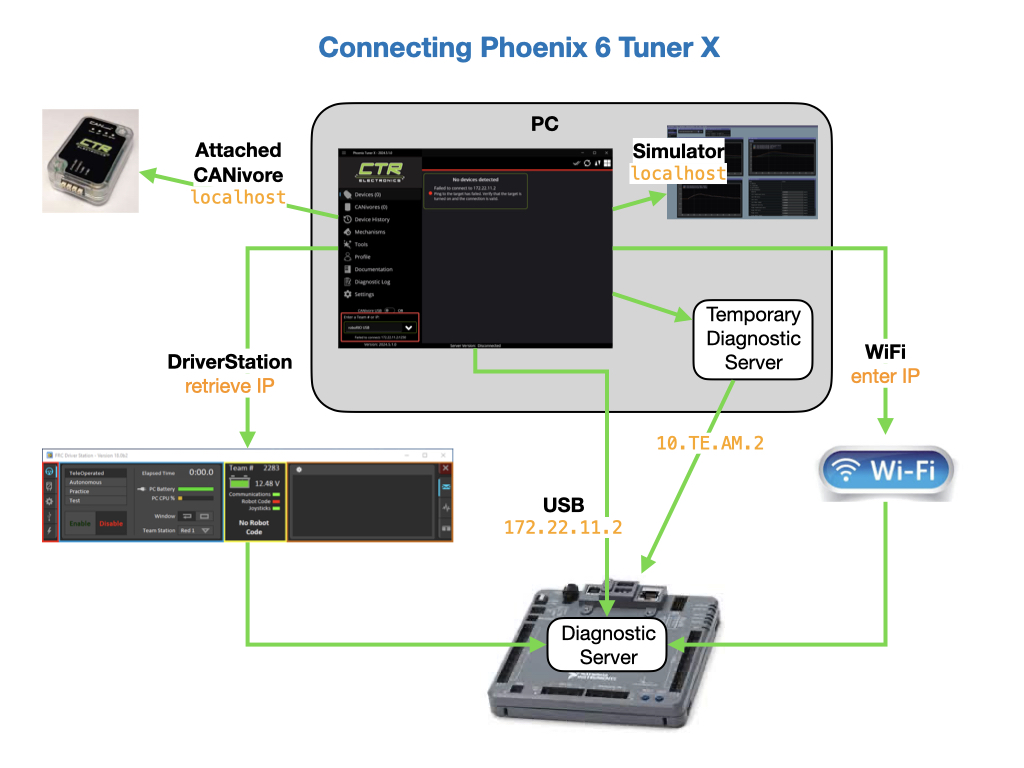 Connecting Phoenix 6 Tuner X
PC
Attached
CANivore
localhost
CTR
Phoenix Tuner X - 2024.5.1.0
CTR
ELECTRONICS
Devices (0)
CANivores (0)
Device History
Mechanisms
Tools
Profile
Documentation
Diagnostic Log
Settings
CANivore USB
Enter a Team # or IP:
roboRIO USB
Version: 2024.5.1.0
No devices detected
Failed to connect to 172.22.11.2
Ping to the target has failed. Verify that the target is
turned on and the connection is valid.
Server Version: Disconnected
Simulator
localhost
Temporary
Diagnostic
Server
DriverStation
retrieve IP
WiFi
enter IP
10.TE.AM.2
USB
172.22.11.2
Wi-Fi
FRC Driver Station - Version
TeleOperated
Autonomous
Practice
Test
Enable
Disable
Elapsed Time 0:00.0
PC Battery
PC CPU %
Window
Team Station Red 1
Team # 2283
12.48 V
Communications
Robot Code
Joysticks
No Robot
Code
Diagnostic
Server
INSTRUMENTS